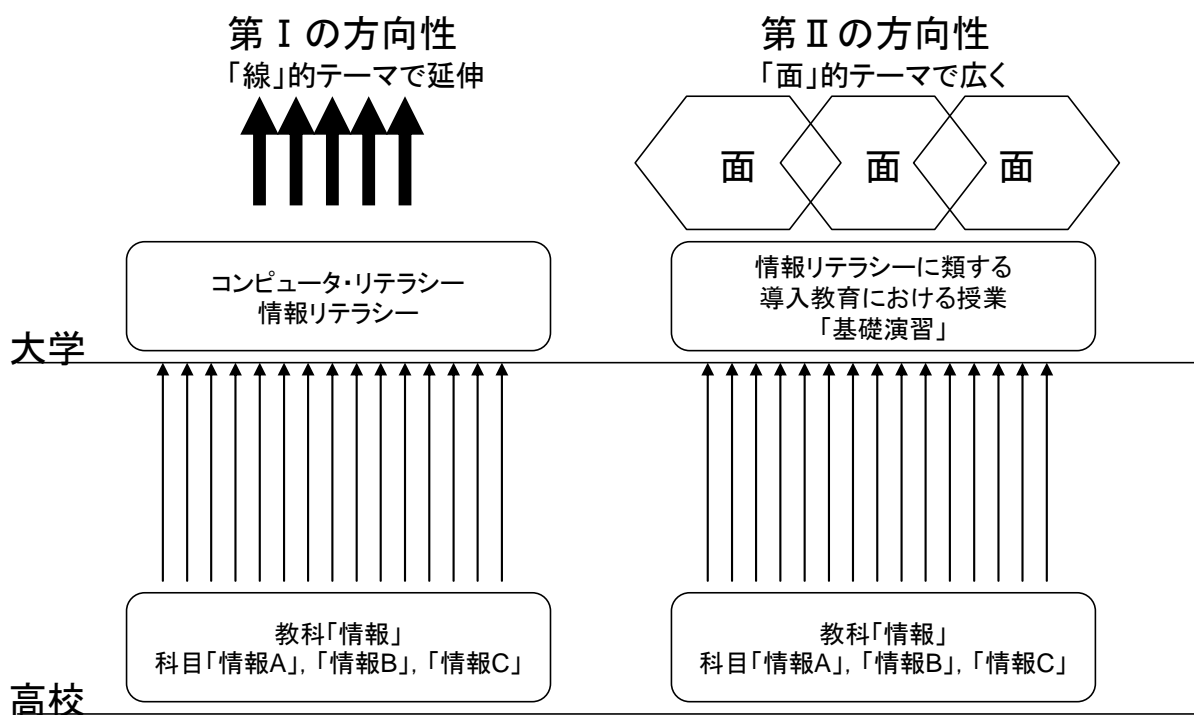 第Ⅰの方向性
「線」的テーマで延伸
コンピュータ・リテラシー
情報リテラシー
第Ⅱの方向性
「面」的テーマで広く
面
面
面
情報リテラシーに類する
導入教育における授業
「基礎演習」
大学
教科「情報」
科目「情報A」, 「情報B」, 「情報C」
教科「情報」
科目「情報A」, 「情報B」, 「情報C」
高校